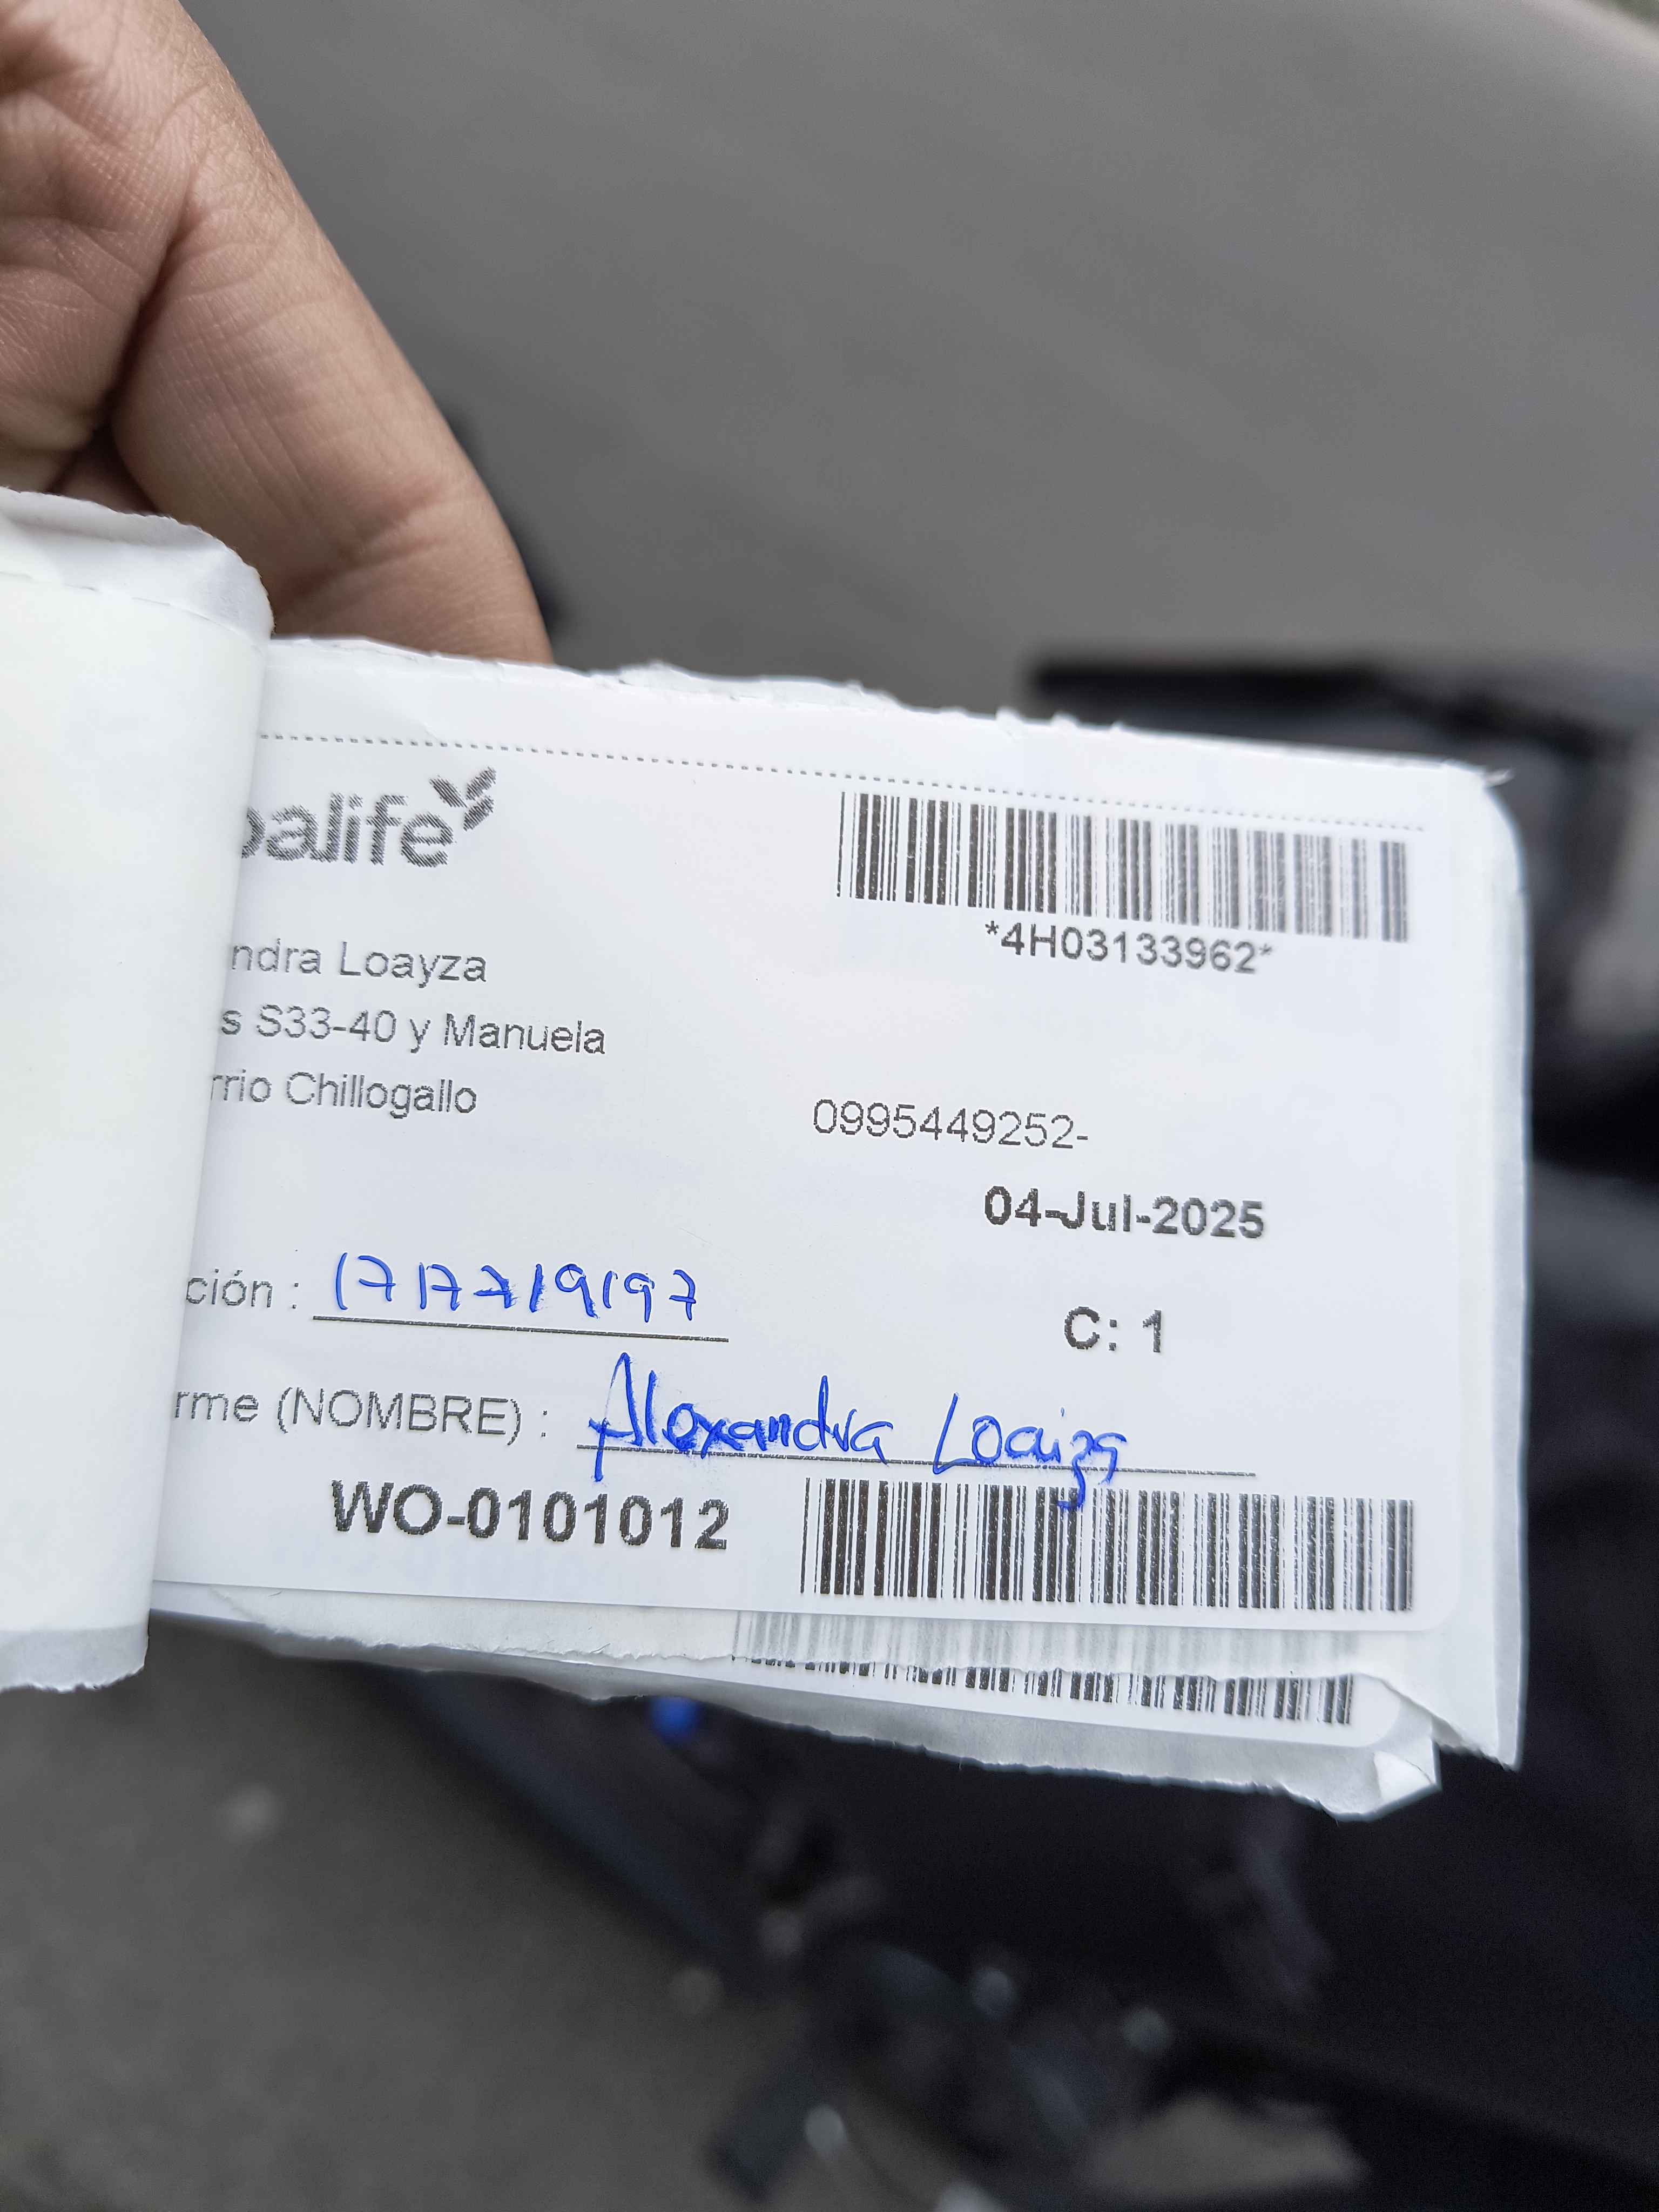 balife
*4H03133962*
ndra Loayza
s S33-40 y Manuela
rrio Chillogallo
0995449252-
04-Jul-2025
ción : 1717719197
C: 1
rme (NOMBRE) : Alexandra Loaiza
WO-0101012